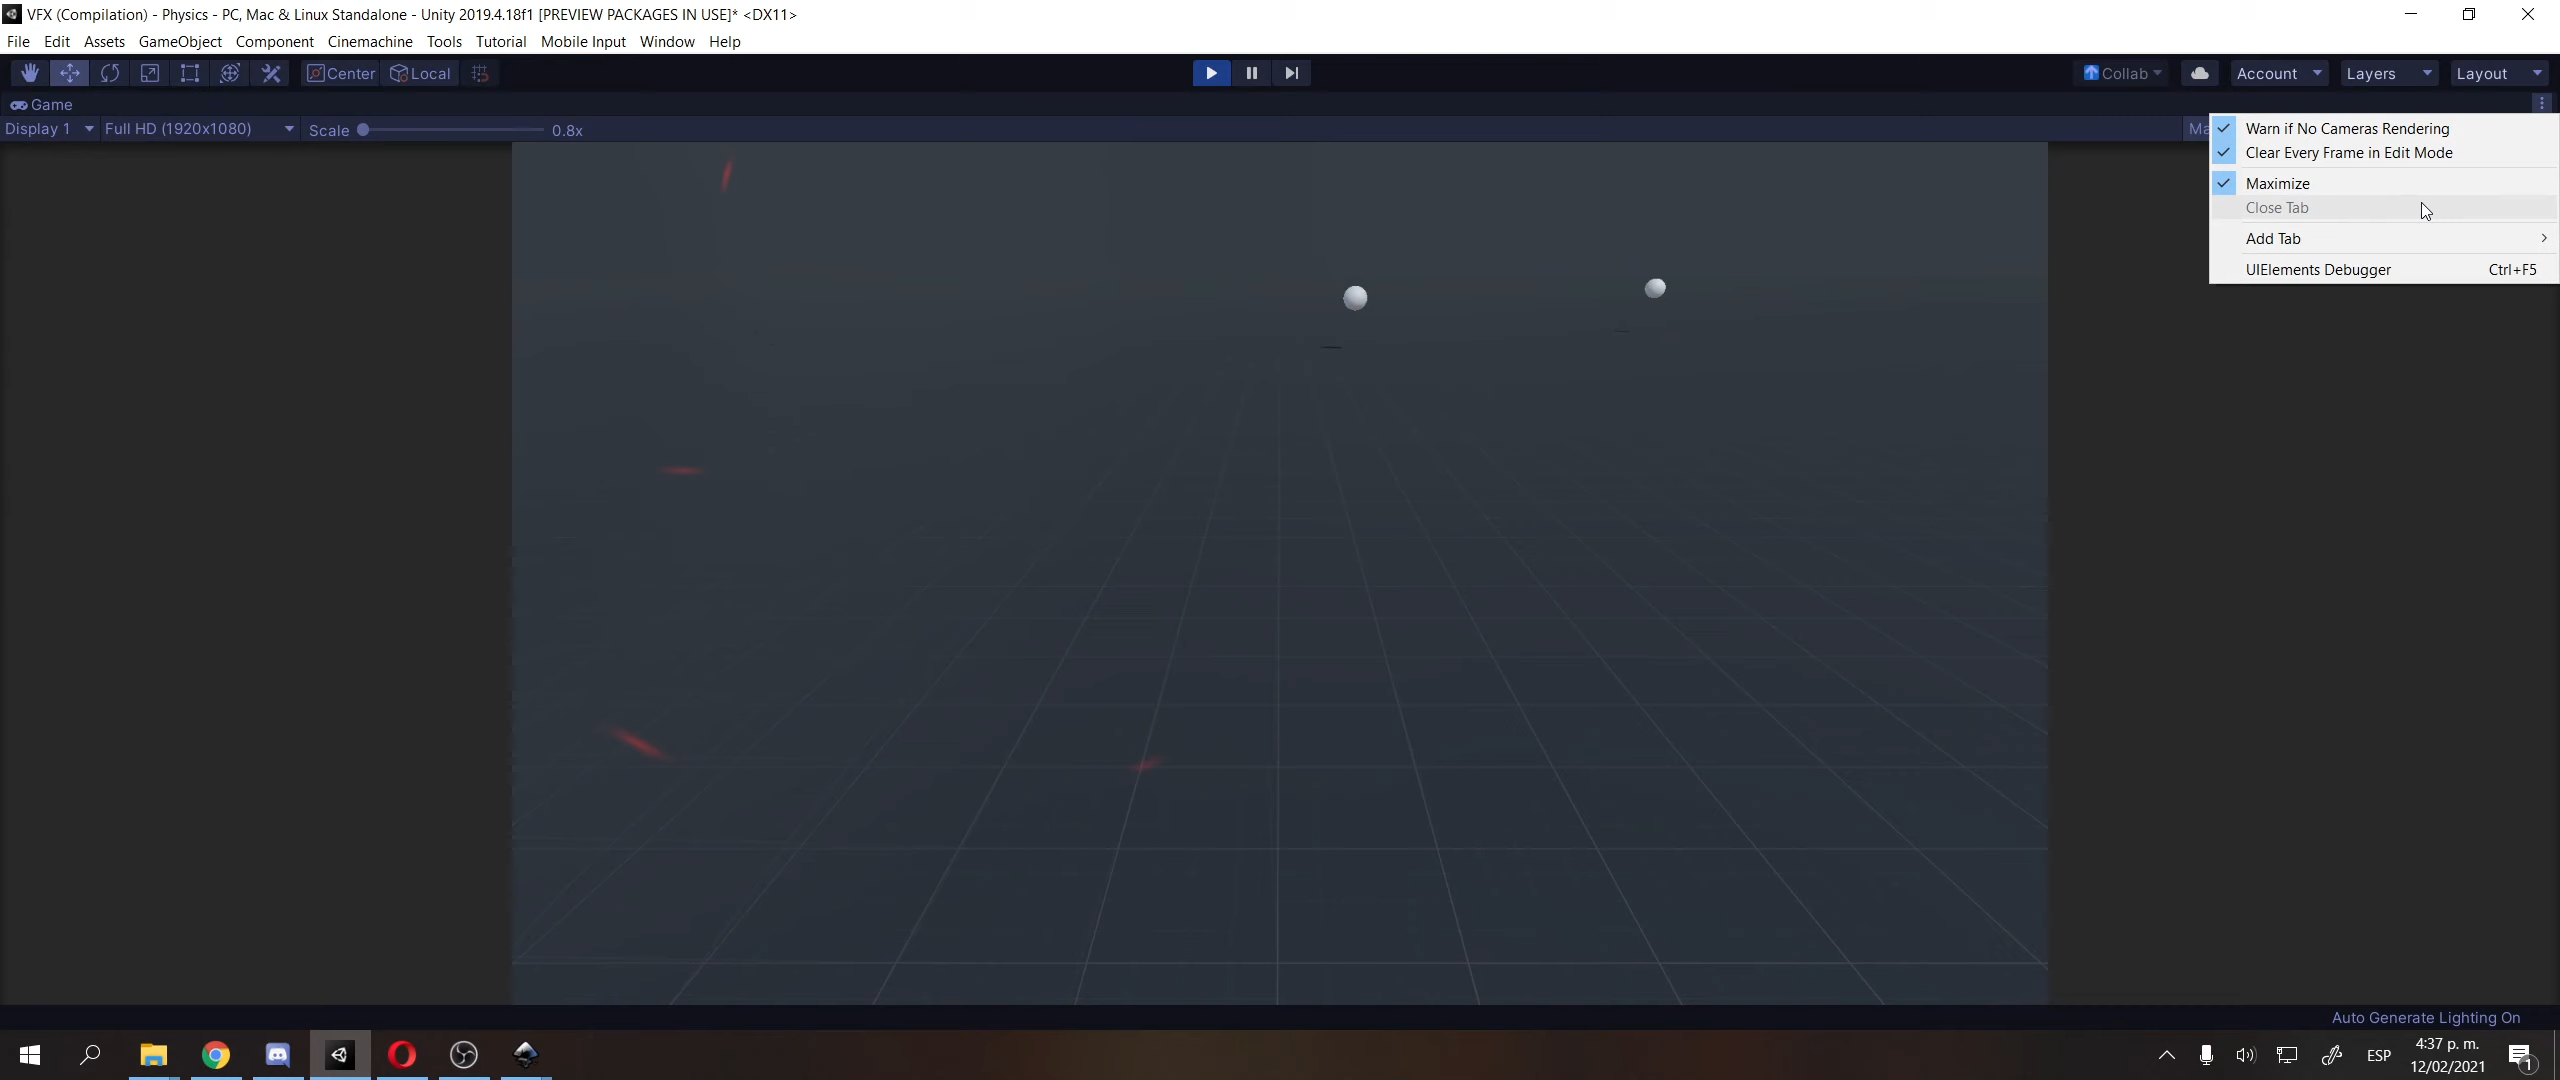 VFX (Compilation) - Physics - PC, Mac & Linux Standalone - Unity 2019.4.18f1 [PREVIEW PACKAGES IN USE]* <DX11>
File Edit Assets GameObject Component Cinemachine Tools Tutorial Mobile Input Window Help
Center Local Collab Account Layers Layout
Game
Display 1 Full HD (1920x1080) Scale 0.8x Ma
Warn if No Cameras Rendering
Clear Every Frame in Edit Mode
Maximize
Close Tab
Add Tab
UIElements Debugger Ctrl+F5
Auto Generate Lighting On
ESP
4:37 p. m.
12/02/2021
1